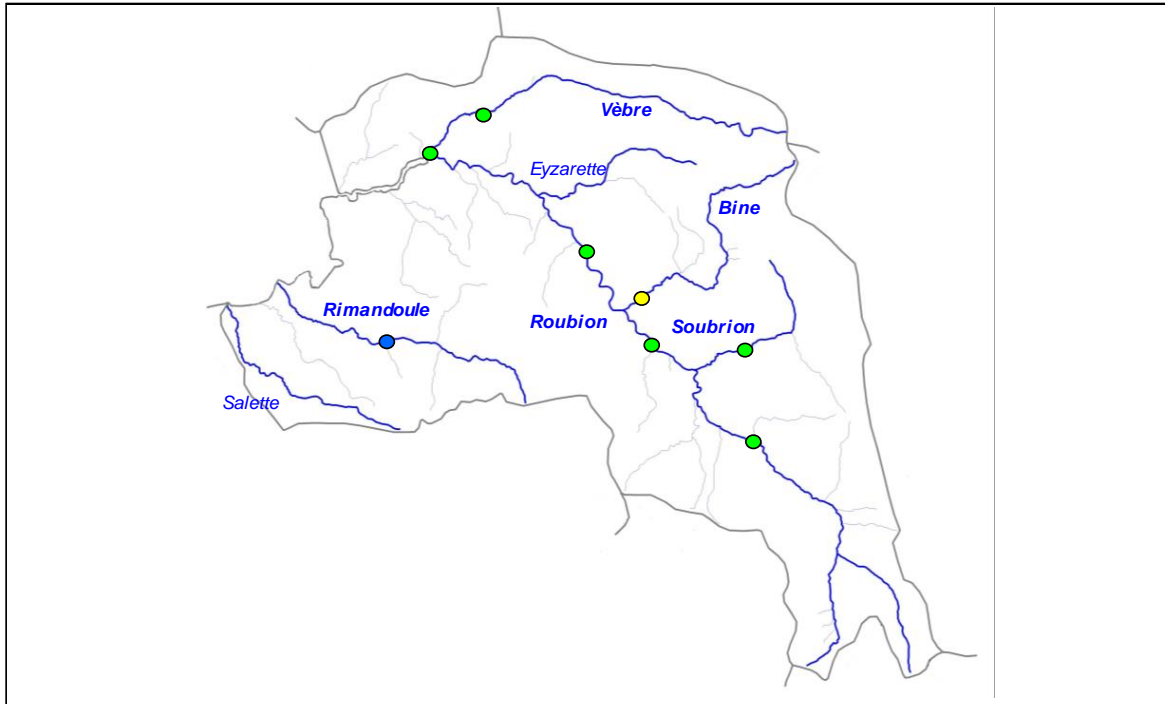 Vèbre
Eyzarette
Bine
Rimandoule
Roubion
Soubrion
Salette